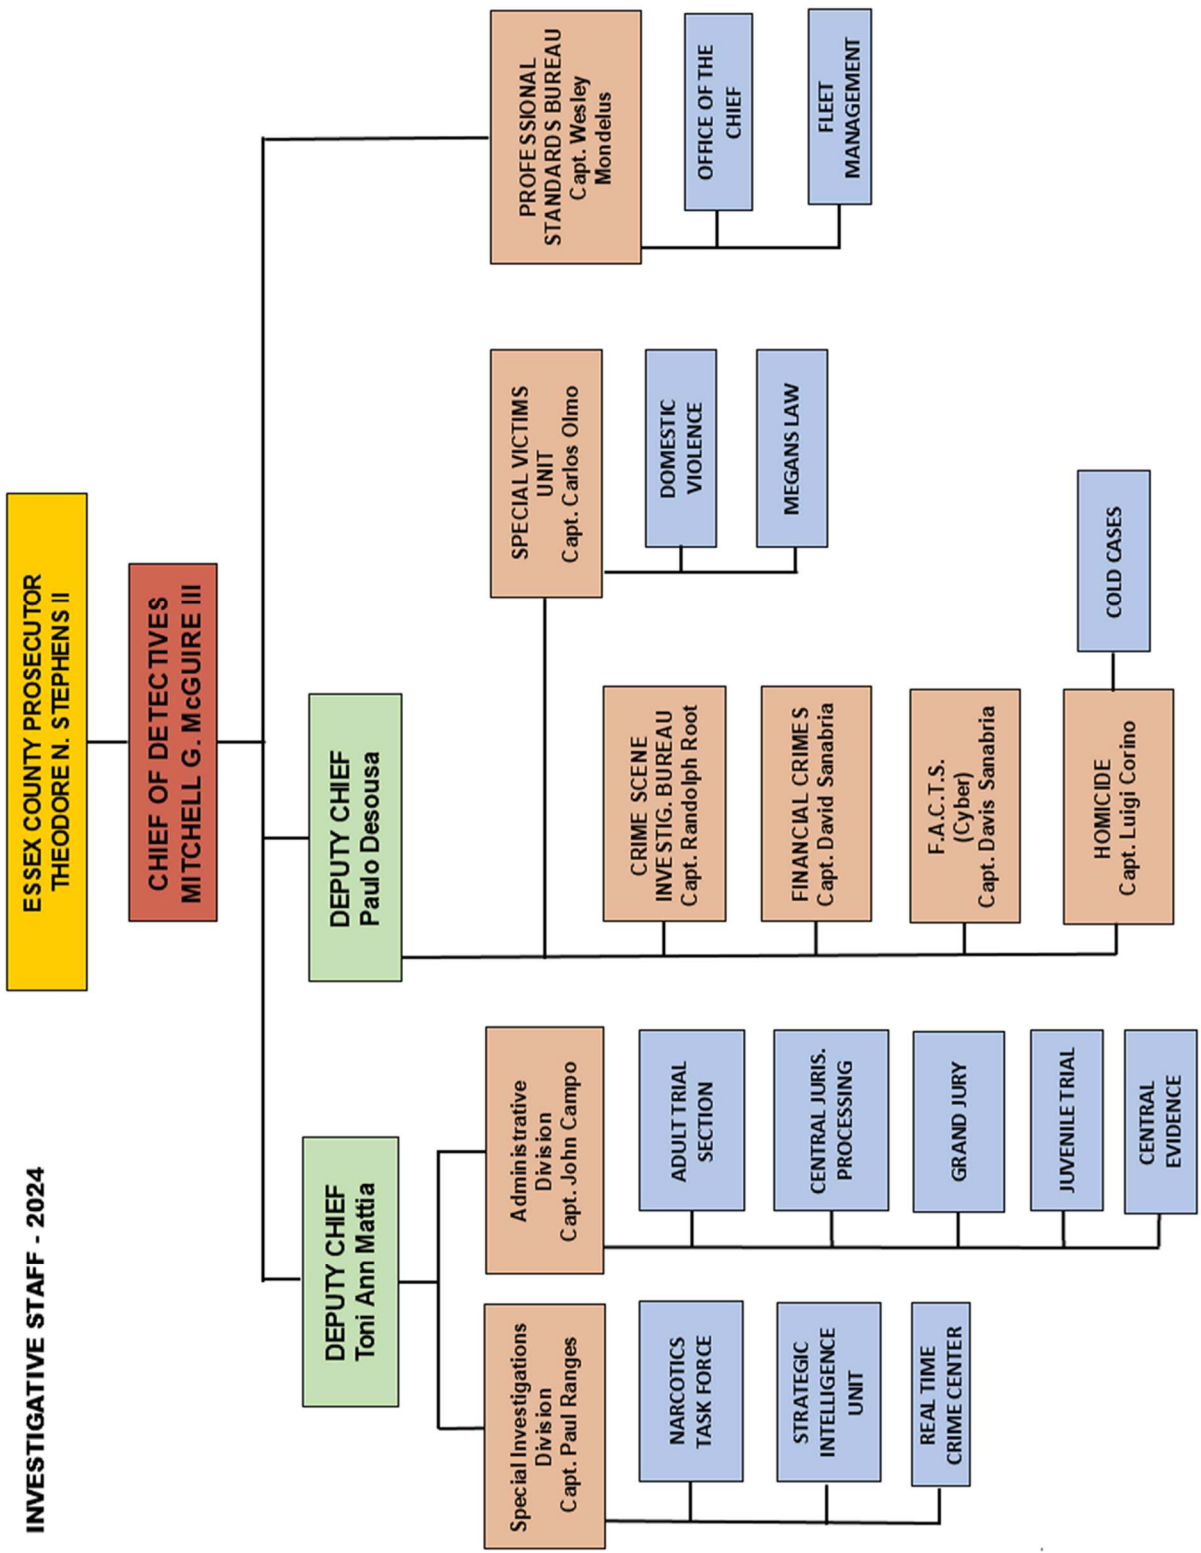 INVESTIGATIVE STAFF - 2024
ESSEX COUNTY PROSECUTOR
THEODORE N. STEPHENS II
CHIEF OF DETECTIVES
MITCHELL G. McGUIRE III
DEPUTY CHIEF
Toni Ann Mattia
Special Investigations
Division
Capt. Paul Ranges
NARCOTICS
TASK FORCE
STRATEGIC
INTELLIGENCE
UNIT
REAL TIME
CRIME CENTER
Administrative
Division
Capt. John Campo
ADULT TRIAL
SECTION
CENTRAL JURIS.
PROCESSING
GRAND JURY
JUVENILE TRIAL
CENTRAL
EVIDENCE
DEPUTY CHIEF
Paulo Desousa
CRIME SCENE
INVESTIG. BUREAU
Capt. Randolph Root
FINANCIAL CRIMES
Capt. David Sanabria
F.A.C.T.S.
(Cyber)
Capt. Davis Sanabria
HOMICIDE
Capt. Luigi Corino
COLD CASES
SPECIAL VICTIMS
UNIT
Capt. Carlos Olmo
DOMESTIC
VIOLENCE
MEGANS LAW
PROFESSIONAL
STANDARDS BUREAU
Capt. Wesley
Mondelus
OFFICE OF THE
CHIEF
FLEET
MANAGEMENT